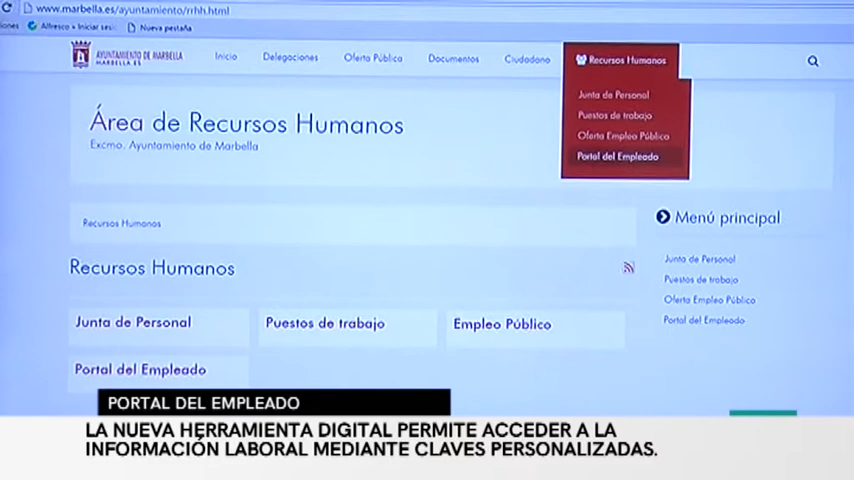 www.marbella.es/ayuntamiento/rrhh.html
Alfresco » Iniciar sesi
Nueva pestaña
AYUNTAMIENTO DE MARBELLA
MARBELLA.ES
Inicio
Delegaciones
Oferta Pública
Documentos
Ciudadano
Recursos Humanos
Junta de Personal
Puestos de trabajo
Oferta Empleo Público
Portal del Empleado
Área de Recursos Humanos
Excmo. Ayuntamiento de Marbella
Recursos Humanos
Menú principal
Junta de Personal
Puestos de trabajo
Oferta Empleo Público
Portal del Empleado
Recursos Humanos
Junta de Personal
Puestos de trabajo
Empleo Público
Portal del Empleado
PORTAL DEL EMPLEADO
LA NUEVA HERRAMIENTA DIGITAL PERMITE ACCEDER A LA
INFORMACIÓN LABORAL MEDIANTE CLAVES PERSONALIZADAS.